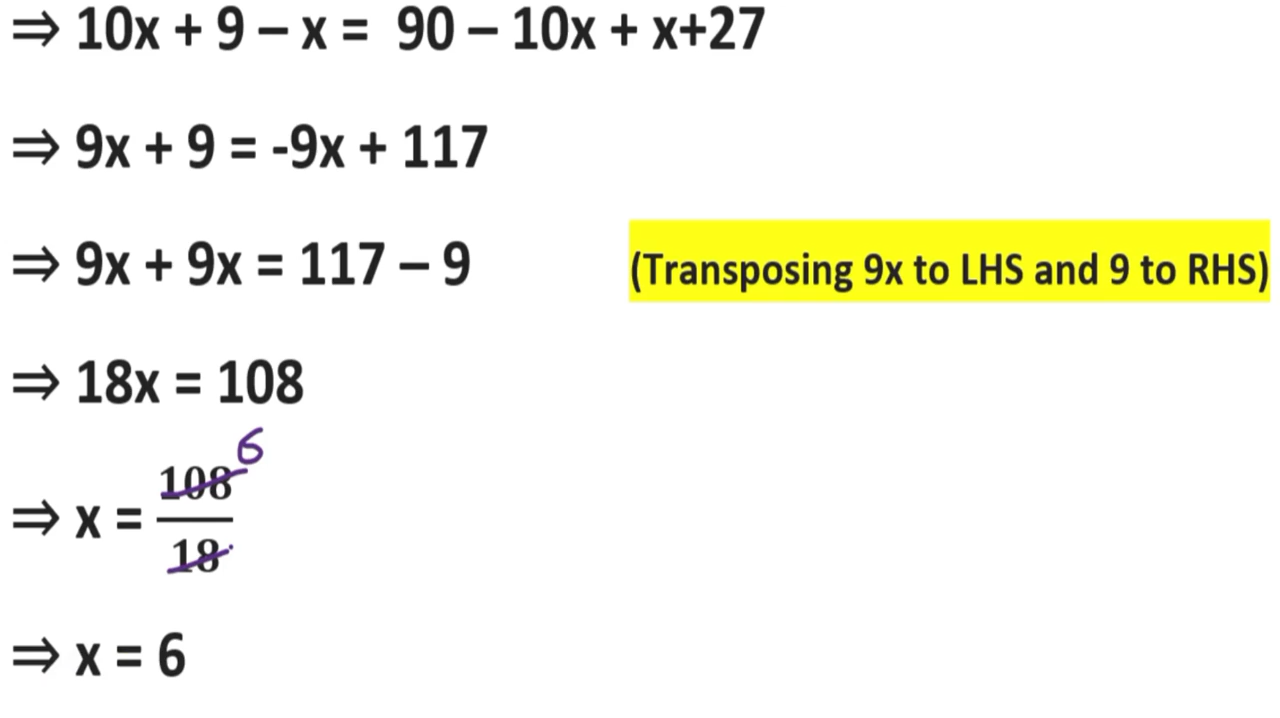 ⇒ 10x + 9 – x =  90 – 10x + x+27
⇒ 9x + 9 = -9x + 117
⇒ 9x + 9x = 117 – 9 (Transposing 9x to LHS and 9 to RHS)
⇒ 18x = 108
6
108
⇒ x =
18
⇒ x = 6